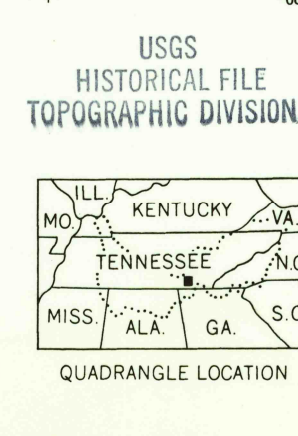 USGS
HISTORICAL FILE
TOPOGRAPHIC DIVISION
ILL.
MO.
KENTUCKY
VA.
TENNESSEE
N.C
MISS.
ALA.
GA.
S.C
QUADRANGLE LOCATION